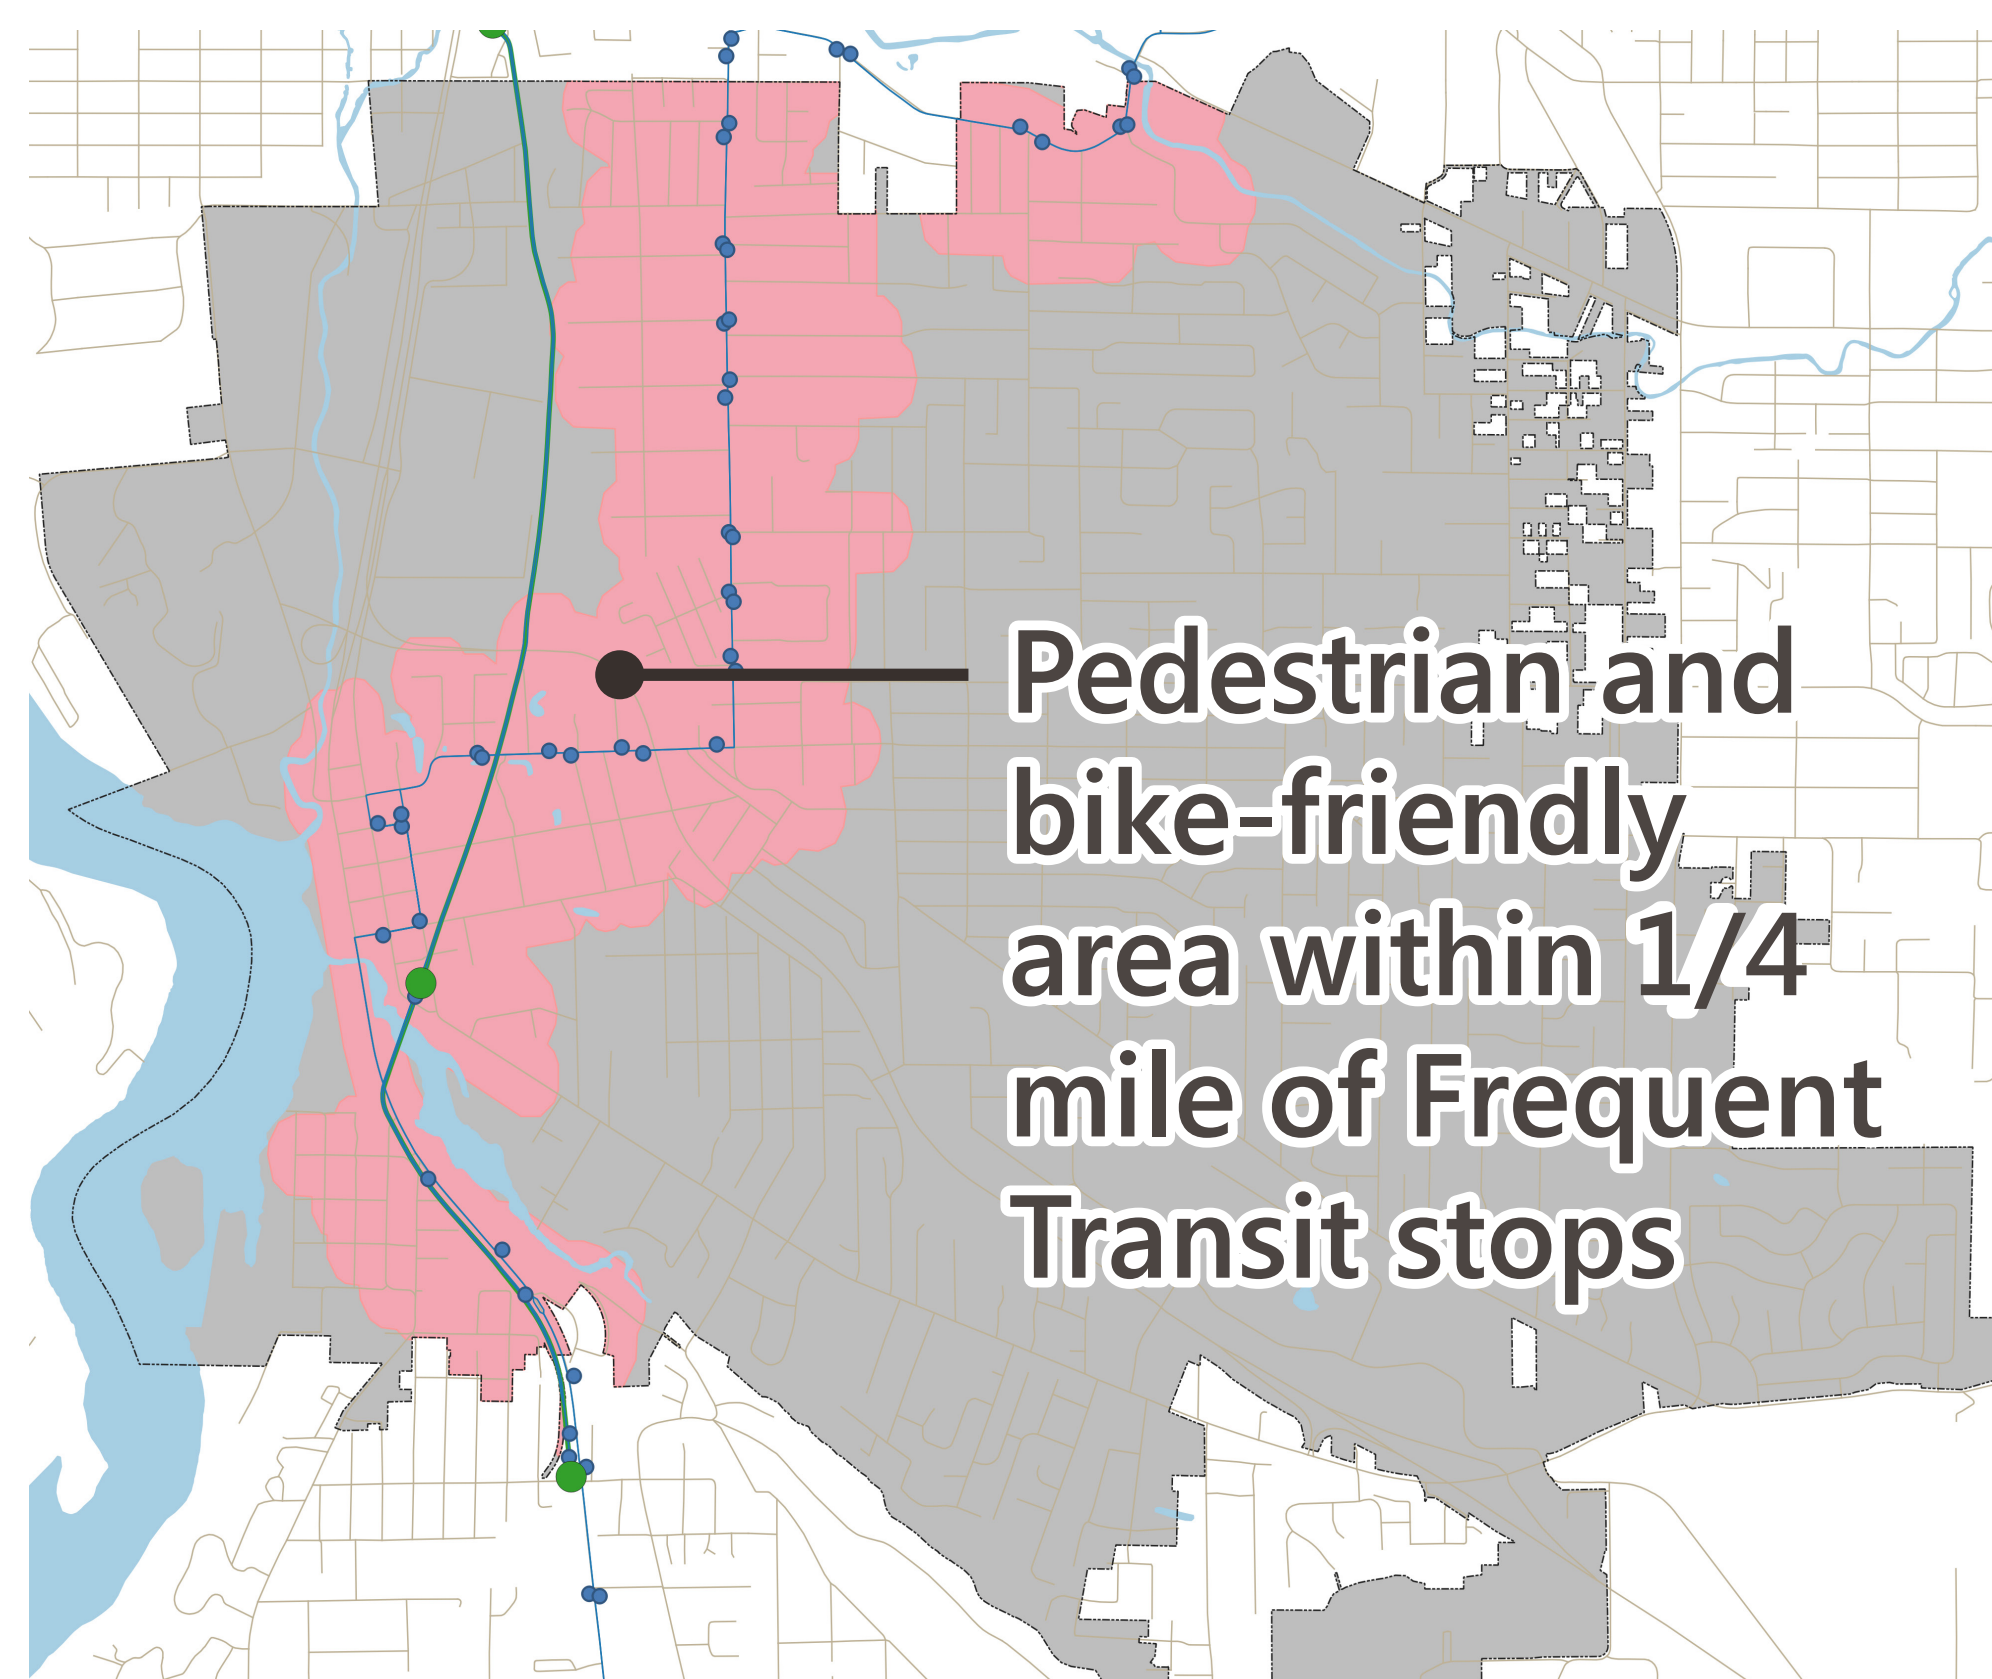 Pedestrian and
bike-friendly
area within 1/4
mile of Frequent
Transit stops